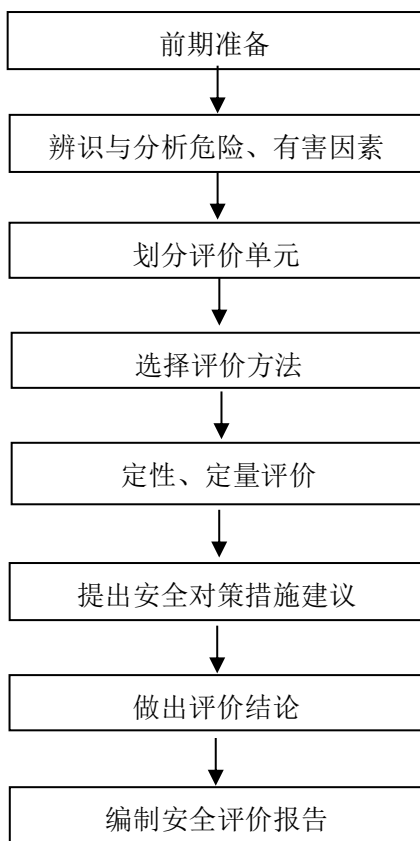 前期准备
辨识与分析危险、有害因素
划分评价单元
选择评价方法
定性、定量评价
提出安全对策措施建议
做出评价结论
编制安全评价报告